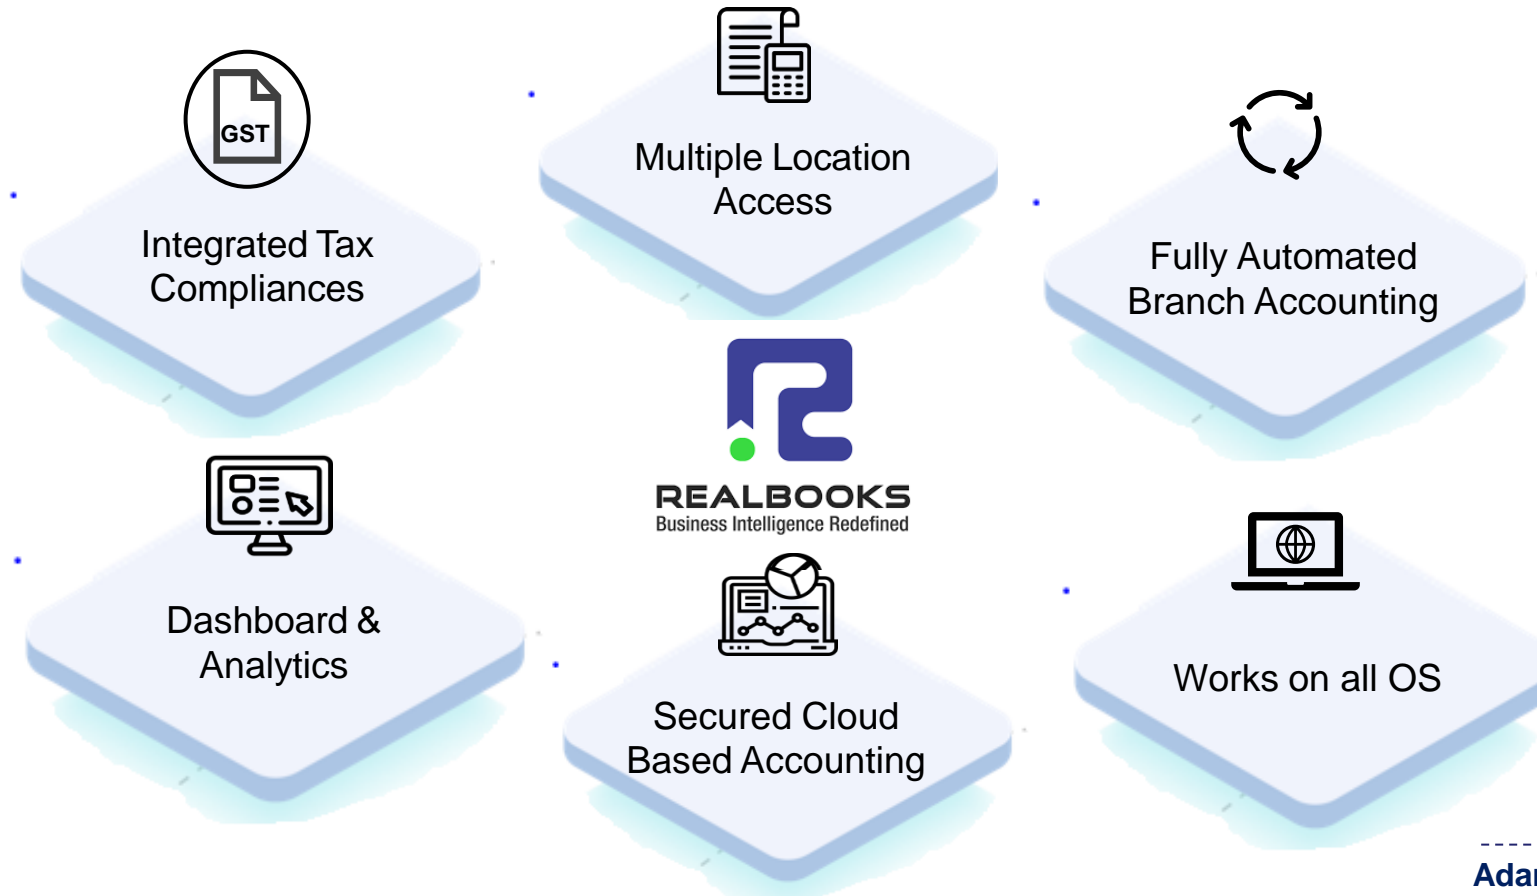 GST
Integrated Tax
Compliances
Multiple Location
Access
Fully Automated
Branch Accounting
REALBOOKS
Business Intelligence Redefined
Dashboard &
Analytics
Secured Cloud
Based Accounting
Works on all OS